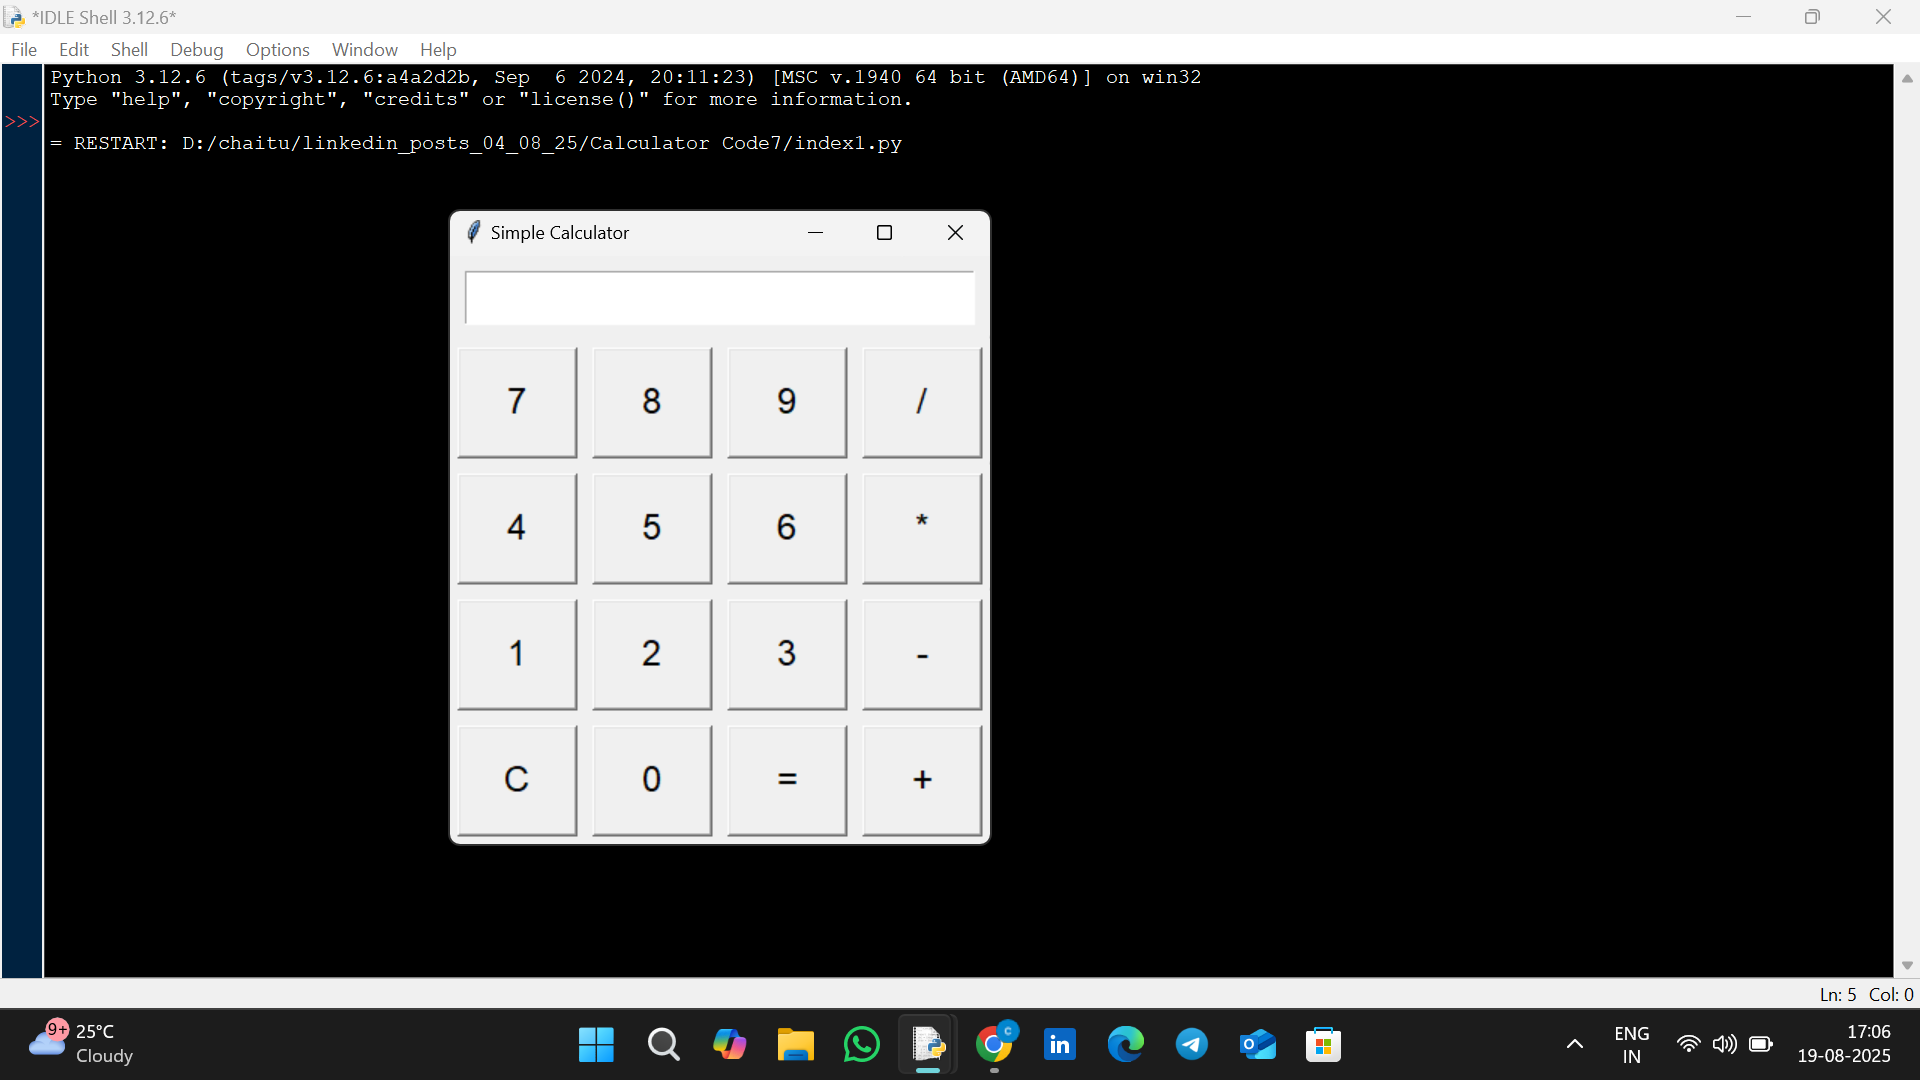 *IDLE Shell 3.12.6*
File Edit Shell Debug Options Window Help
Python 3.12.6 (tags/v3.12.6:a4a2d2b, Sep  6 2024, 20:11:23) [MSC v.1940 64 bit (AMD64)] on win32
Type "help", "copyright", "credits" or "license()" for more information.
>>>
= RESTART: D:/chaitu/linkedin_posts_04_08_25/Calculator Code7/index1.py
Simple Calculator
7 8 9 /
4 5 6 *
1 2 3 -
C 0 = +
Ln: 5 Col: 0
9+ 25°C
Cloudy
C
in
O
ENG
IN
17:06
19-08-2025